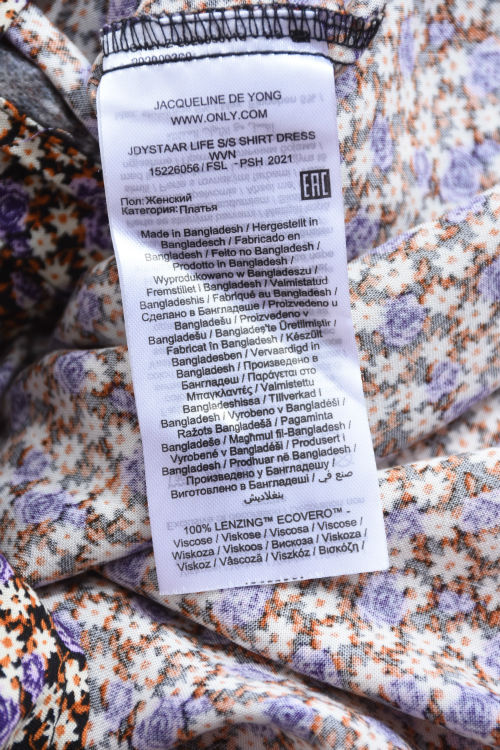 JACQUELINE DE YONG
WWW.ONLY.COM
JDYSTAAR LIFE S/S SHIRT DRESS
WVN
15226056 / FSL - PSH 2021
EAC
Пол: Женский
Категория: Платья
Made in Bangladesh / Hergestellt in
Bangladesch / Fabricado en
Bangladesh / Feito no Bangladesh /
Prodotto in Bangladesh /
Wyprodukowano w Bangladeszu /
Fremstillet i Bangladesh / Valmistatud
Bangladeshis / Fabriqué au Bangladesh /
Сделано в Бангладеше / Proizvedeno u
Bangladešu / Proizvedeno v
Bangladešu / Bangladeş'te Üretilmiştir /
Fabricat în Bangladesh / Készült
Bangladesben / Vervaardigd in
Bangladesh / Произведено в
Бангладеш / Παράγεται στο
Μπαγκλαντές / Valmistettu
Bangladeshissa / Tillverkad i
Bangladesh / Vyrobeno v Bangladéši /
Ražots Bangladešā / Pagaminta
Bangladeše / Maghmul fil-Bangladesh /
Vyrobené v Bangladéši / Produsert i
Bangladesh / Prodhuar në Bangladesh /
Произведено у Бангладешу /
Виготовлено в Бангладеші / صنع في
بنغلاديش
100% LENZING™ ECOVERO™ -
Viscose / Viskose / Viscosa / Viscose /
Wiskoza / Viskoos / Вискоза / Viskoza /
Viskoz / Vâscoză / Viszkóz / Βισκόζη /